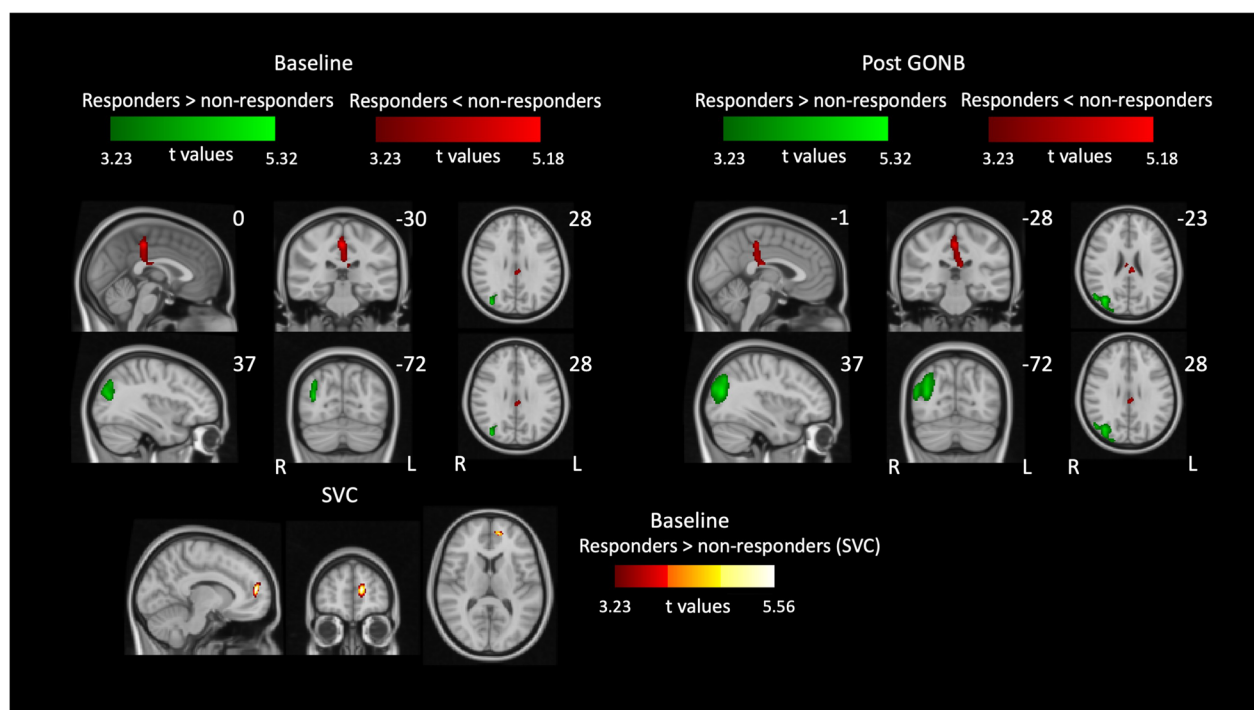 Baseline
Responders > non-responders
Responders < non-responders
3.23 t values 5.32
3.23 t values 5.18
0
-30
28
37
-72
28
R L
R L
Post GONB
Responders > non-responders
Responders < non-responders
3.23 t values 5.32
3.23 t values 5.18
-1
-28
-23
37
-72
28
R L
R L
SVC
Baseline
Responders > non-responders (SVC)
3.23 t values 5.56